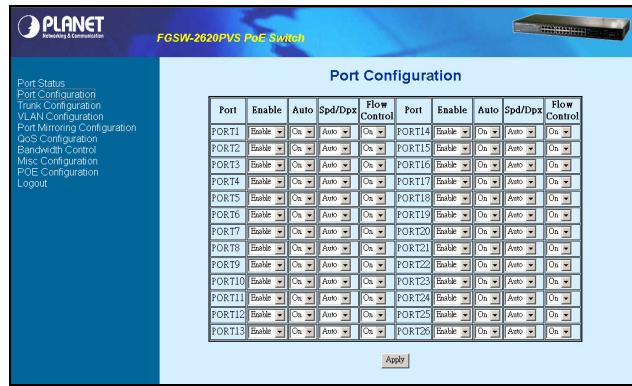 PLANET
Networking & Communication
FGSW-2620PVS PoE Switch
Port Status
Port Configuration
Trunk Configuration
VLAN Configuration
Port Mirroring Configuration
QoS Configuration
Bandwidth Control
Misc Configuration
POE Configuration
Logout
Port Configuration
Port Enable Auto Spd/Dpx Flow Control Port Enable Auto Spd/Dpx Flow Control
PORT1 Enable On Auto On PORT14 Enable On Auto On
PORT2 Enable On Auto On PORT15 Enable On Auto On
PORT3 Enable On Auto On PORT16 Enable On Auto On
PORT4 Enable On Auto On PORT17 Enable On Auto On
PORT5 Enable On Auto On PORT18 Enable On Auto On
PORT6 Enable On Auto On PORT19 Enable On Auto On
PORT7 Enable On Auto On PORT20 Enable On Auto On
PORT8 Enable On Auto On PORT21 Enable On Auto On
PORT9 Enable On Auto On PORT22 Enable On Auto On
PORT10 Enable On Auto On PORT23 Enable On Auto On
PORT11 Enable On Auto On PORT24 Enable On Auto On
PORT12 Enable On Auto On PORT25 Enable On Auto On
PORT13 Enable On Auto On PORT26 Enable On Auto On
Apply